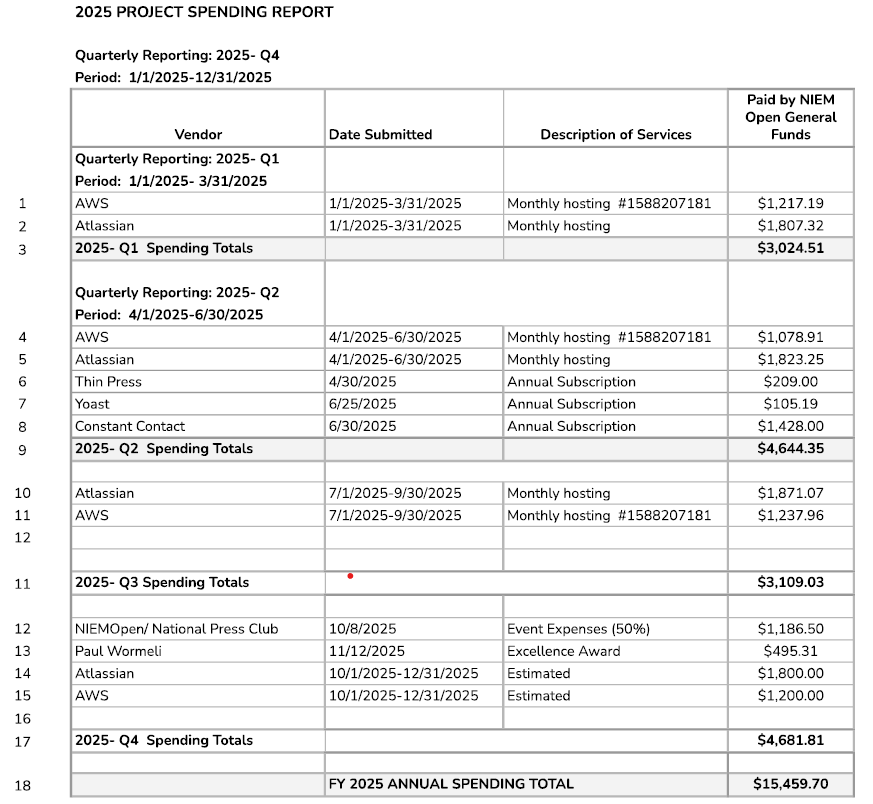 2025 PROJECT SPENDING REPORT
Quarterly Reporting: 2025- Q4
Period: 1/1/2025-12/31/2025
Vendor Date Submitted Description of Services Paid by NIEM Open General Funds
Quarterly Reporting: 2025- Q1
Period: 1/1/2025- 3/31/2025
1 AWS 1/1/2025-3/31/2025 Monthly hosting #1588207181 $1,217.19
2 Atlassian 1/1/2025-3/31/2025 Monthly hosting $1,807.32
3 2025- Q1 Spending Totals $3,024.51
Quarterly Reporting: 2025- Q2
Period: 4/1/2025-6/30/2025
4 AWS 4/1/2025-6/30/2025 Monthly hosting #1588207181 $1,078.91
5 Atlassian 4/1/2025-6/30/2025 Monthly hosting $1,823.25
6 Thin Press 4/30/2025 Annual Subscription $209.00
7 Yoast 6/25/2025 Annual Subscription $105.19
8 Constant Contact 6/30/2025 Annual Subscription $1,428.00
9 2025- Q2 Spending Totals $4,644.35
10 Atlassian 7/1/2025-9/30/2025 Monthly hosting $1,871.07
11 AWS 7/1/2025-9/30/2025 Monthly hosting #1588207181 $1,237.96
12
11 2025- Q3 Spending Totals $3,109.03
12 NIEMOpen/ National Press Club 10/8/2025 Event Expenses (50%) $1,186.50
13 Paul Wormeli 11/12/2025 Excellence Award $495.31
14 Atlassian 10/1/2025-12/31/2025 Estimated $1,800.00
15 AWS 10/1/2025-12/31/2025 Estimated $1,200.00
16
17 2025- Q4 Spending Totals $4,681.81
18 FY 2025 ANNUAL SPENDING TOTAL $15,459.70